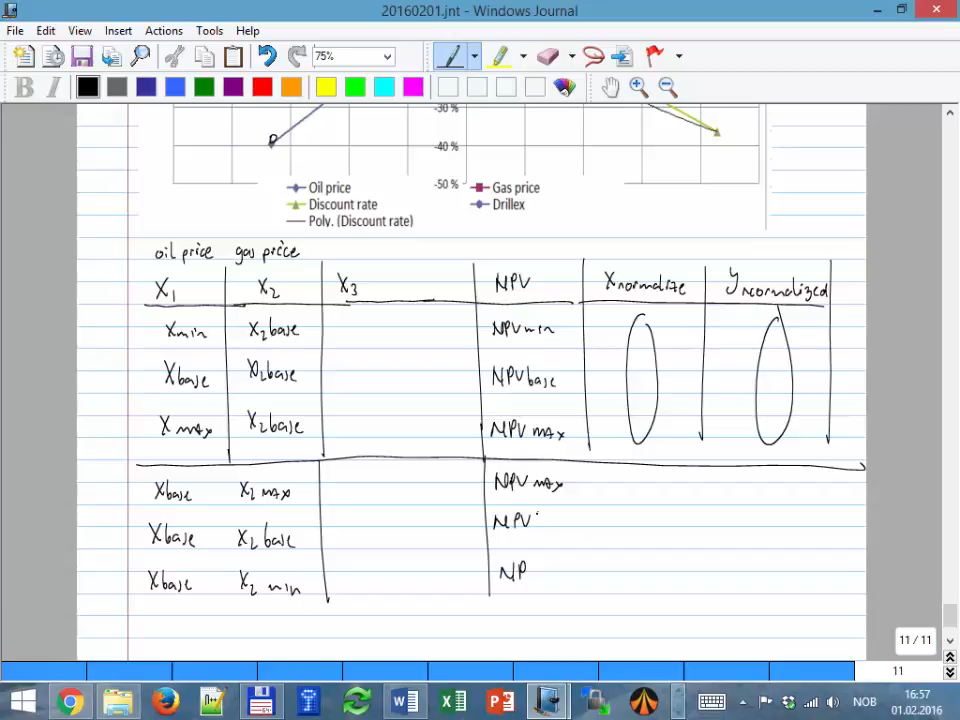 20160201.jnt - Windows Journal
File Edit View Insert Actions Tools Help
75%
B I
-30 %
-40 %
-50 %
Oil price Gas price
Discount rate Drillex
Poly. (Discount rate)
oil price gas price
X1 X2 X3 NPV Xnormalize Yneormalized
Xmin X2base NPVmin
Xbase X2base NPVbase
Xmax X2base NPVmax
Xbase X2 max NPVmax
Xbase X2 base NPV
Xbase X2 min NP
11 / 11
11
NOB
16:57
01.02.2016